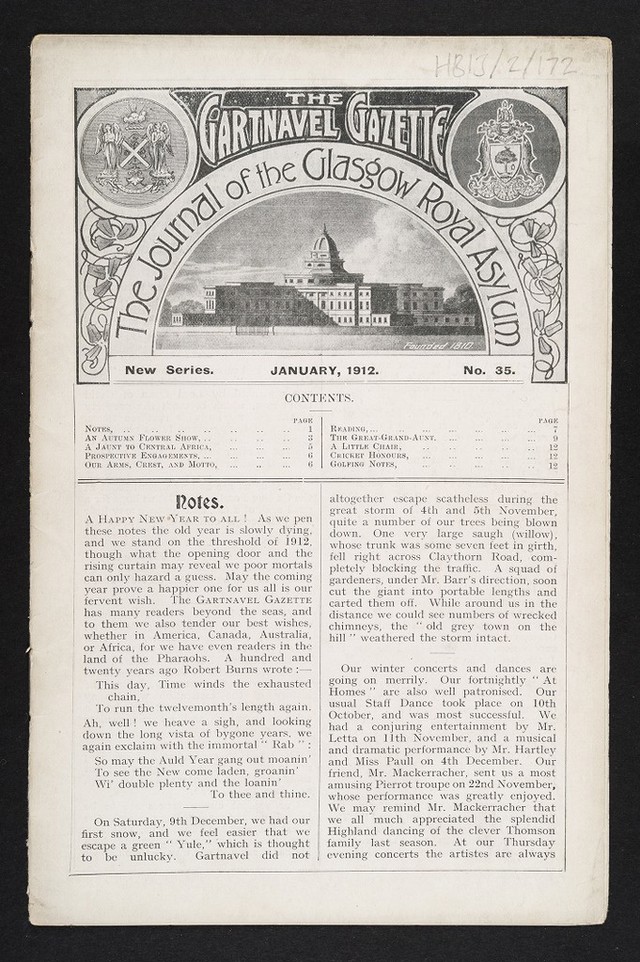 HB13/2/172
THE
GARTNAVEL GAZETTE
The Journal of the Glasgow Royal Asylum
Founded 1810.
New Series. JANUARY, 1912. No. 35.
CONTENTS.
PAGE
NOTES, .. .. .. .. .. .. .. 1
AN AUTUMN FLOWER SHOW, .. .. .. .. 3
A JAUNT TO CENTRAL AFRICA, ... .. ... 5
PROSPECTIVE ENGAGEMENTS, ... .. .. ... 6
OUR ARMS, CREST, AND MOTTO, ... .. ... 6
PAGE
READING, ... .. ... ... ... ... 7
THE GREAT-GRAND-AUNT, ... ... ... ... 9
A LITTLE CHAIR, .. ... ... ... ... 12
CRICKET HONOURS, ... ... ... ... ... 12
GOLFING NOTES, ... ... ... ... ... 12
Notes.
A HAPPY NEW YEAR TO ALL! As we pen
these notes the old year is slowly dying,
and we stand on the threshold of 1912,
though what the opening door and the
rising curtain may reveal we poor mortals
can only hazard a guess. May the coming
year prove a happier one for us all is our
fervent wish. The GARTNAVEL GAZETTE
has many readers beyond the seas, and
to them we also tender our best wishes,
whether in America, Canada, Australia,
or Africa, for we have even readers in the
land of the Pharaohs. A hundred and
twenty years ago Robert Burns wrote :—
This day, Time winds the exhausted
chain,
To run the twelvemonth's length again.
Ah, well! we heave a sigh, and looking
down the long vista of bygone years, we
again exclaim with the immortal " Rab " :
So may the Auld Year gang out moanin'
To see the New come laden, groanin'
Wi' double plenty and the loanin'
To thee and thine.
On Saturday, 9th December, we had our
first snow, and we feel easier that we
escape a green " Yule," which is thought
to be unlucky. Gartnavel did not
altogether escape scatheless during the
great storm of 4th and 5th November,
quite a number of our trees being blown
down. One very large saugh (willow),
whose trunk was some seven feet in girth,
fell right across Claythorn Road, com-
pletely blocking the traffic. A squad of
gardeners, under Mr. Barr's direction, soon
cut the giant into portable lengths and
carted them off. While around us in the
distance we could see numbers of wrecked
chimneys, the " old grey town on the
hill " weathered the storm intact.
Our winter concerts and dances are
going on merrily. Our fortnightly " At
Homes " are also well patronised. Our
usual Staff Dance took place on 10th
October, and was most successful. We
had a conjuring entertainment by Mr.
Letta on 11th November, and a musical
and dramatic performance by Mr. Hartley
and Miss Paull on 4th December. Our
friend, Mr. Mackerracher, sent us a most
amusing Pierrot troupe on 22nd November,
whose performance was greatly enjoyed.
We may remind Mr. Mackerracher that
we all much appreciated the splendid
Highland dancing of the clever Thomson
family last season. At our Thursday
evening concerts the artistes are always